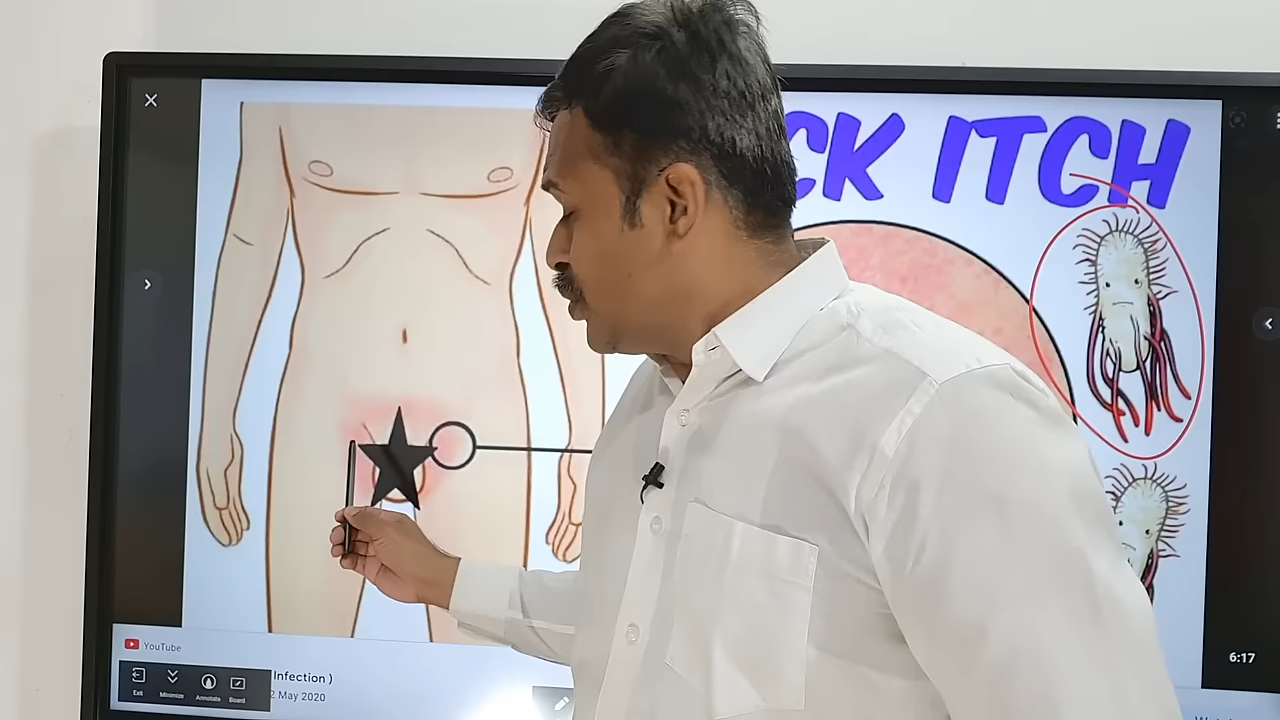 CK ITCH
YouTube
Infection )
2 May 2020
Exit
Minimize
Annotate
Board
6:17